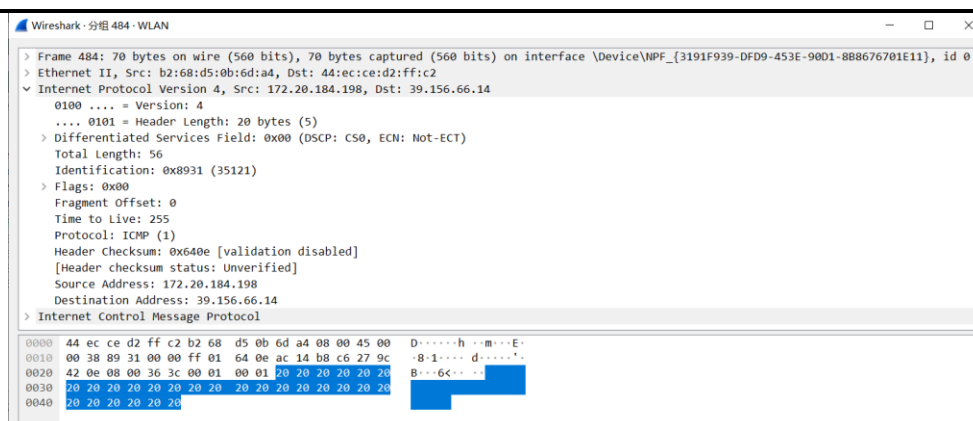 Wireshark · 分组 484 · WLAN
> Frame 484: 70 bytes on wire (560 bits), 70 bytes captured (560 bits) on interface \Device\NPF_{3191F939-DFD9-453E-90D1-8B8676701E11}, id 0
> Ethernet II, Src: b2:68:d5:0b:6d:a4, Dst: 44:ec:ce:d2:ff:c2
Internet Protocol Version 4, Src: 172.20.184.198, Dst: 39.156.66.14
0100 .... = Version: 4
.... 0101 = Header Length: 20 bytes (5)
> Differentiated Services Field: 0x00 (DSCP: CS0, ECN: Not-ECT)
Total Length: 56
Identification: 0x8931 (35121)
> Flags: 0x00
Fragment Offset: 0
Time to Live: 255
Protocol: ICMP (1)
Header Checksum: 0x640e [validation disabled]
[Header checksum status: Unverified]
Source Address: 172.20.184.198
Destination Address: 39.156.66.14
> Internet Control Message Protocol
0000 44 ec ce d2 ff c2 b2 68 d5 0b 6d a4 08 00 45 00 D······h ··m···E·
0010 00 38 89 31 00 00 ff 01 64 0e ac 14 b8 c6 27 9c ·8·1···· d·····'·
0020 42 0e 08 00 36 3c 00 01 00 01 20 20 20 20 20 20 B···6<·· ··
0030 20 20 20 20 20 20 20 20 20 20 20 20 20 20 20 20
0040 20 20 20 20 20 20